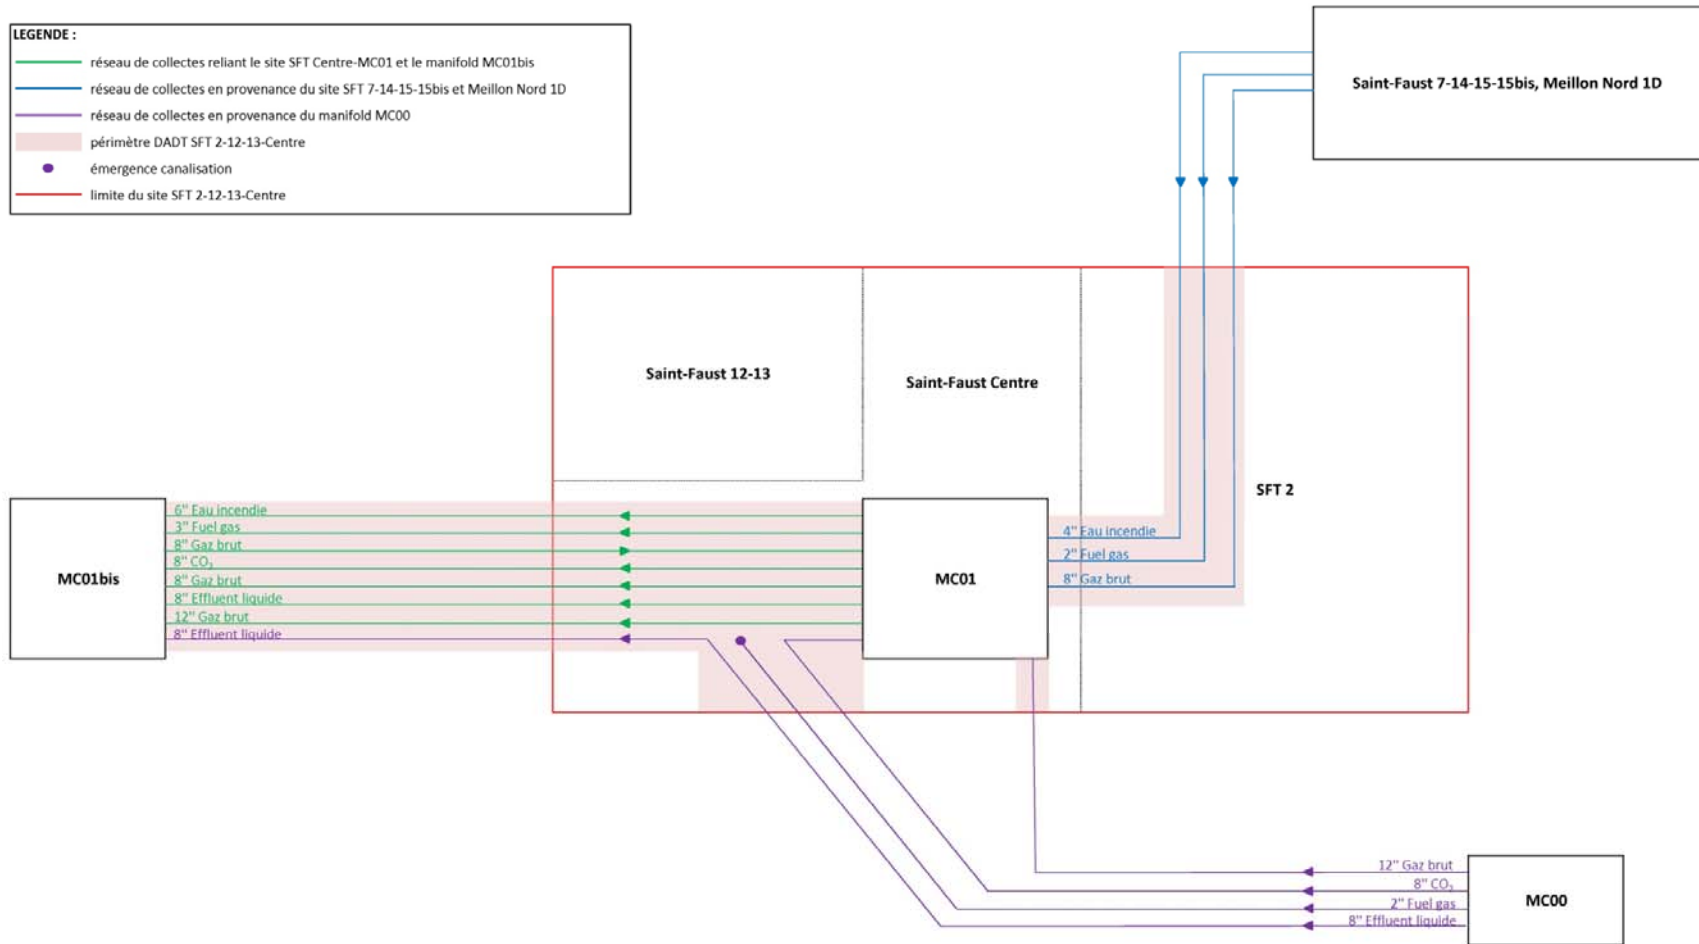 LEGENDE :
réseau de collectes reliant le site SFT Centre-MC01 et le manifold MC01bis
réseau de collectes en provenance du site SFT 7-14-15-15bis et Meillon Nord 1D
réseau de collectes en provenance du manifold MC00
périmètre DADT SFT 2-12-13-Centre
émergence canalisation
limite du site SFT 2-12-13-Centre
Saint-Faust 7-14-15-15bis, Meillon Nord 1D
Saint-Faust 12-13
Saint-Faust Centre
SFT 2
MC01bis
6" Eau incendie
3" Fuel gas
8" Gaz brut
8" CO₂
8" Gaz brut
8" Effluent liquide
12" Gaz brut
8" Effluent liquide
MC01
4" Eau incendie
2" Fuel gas
8" Gaz brut
12" Gaz brut
8" CO₂
2" Fuel gas
8" Effluent liquide
MC00